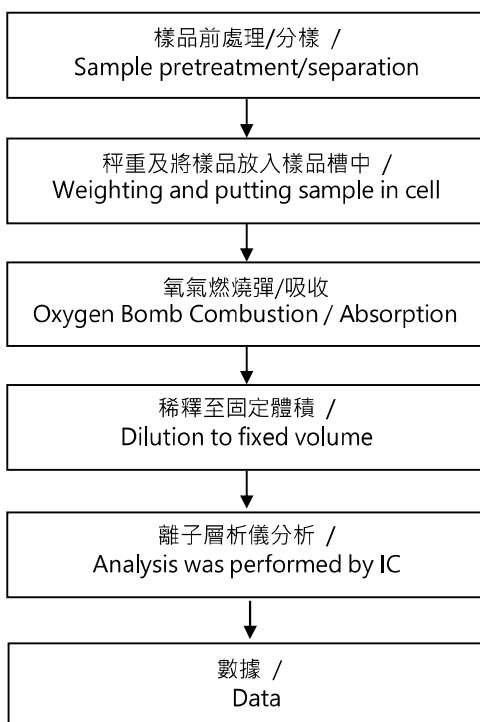 樣品前處理/分樣 /
Sample pretreatment/separation
秤重及將樣品放入樣品槽中 /
Weighting and putting sample in cell
氧氣燃燒彈/吸收
Oxygen Bomb Combustion / Absorption
稀釋至固定體積 /
Dilution to fixed volume
離子層析儀分析 /
Analysis was performed by IC
數據 /
Data